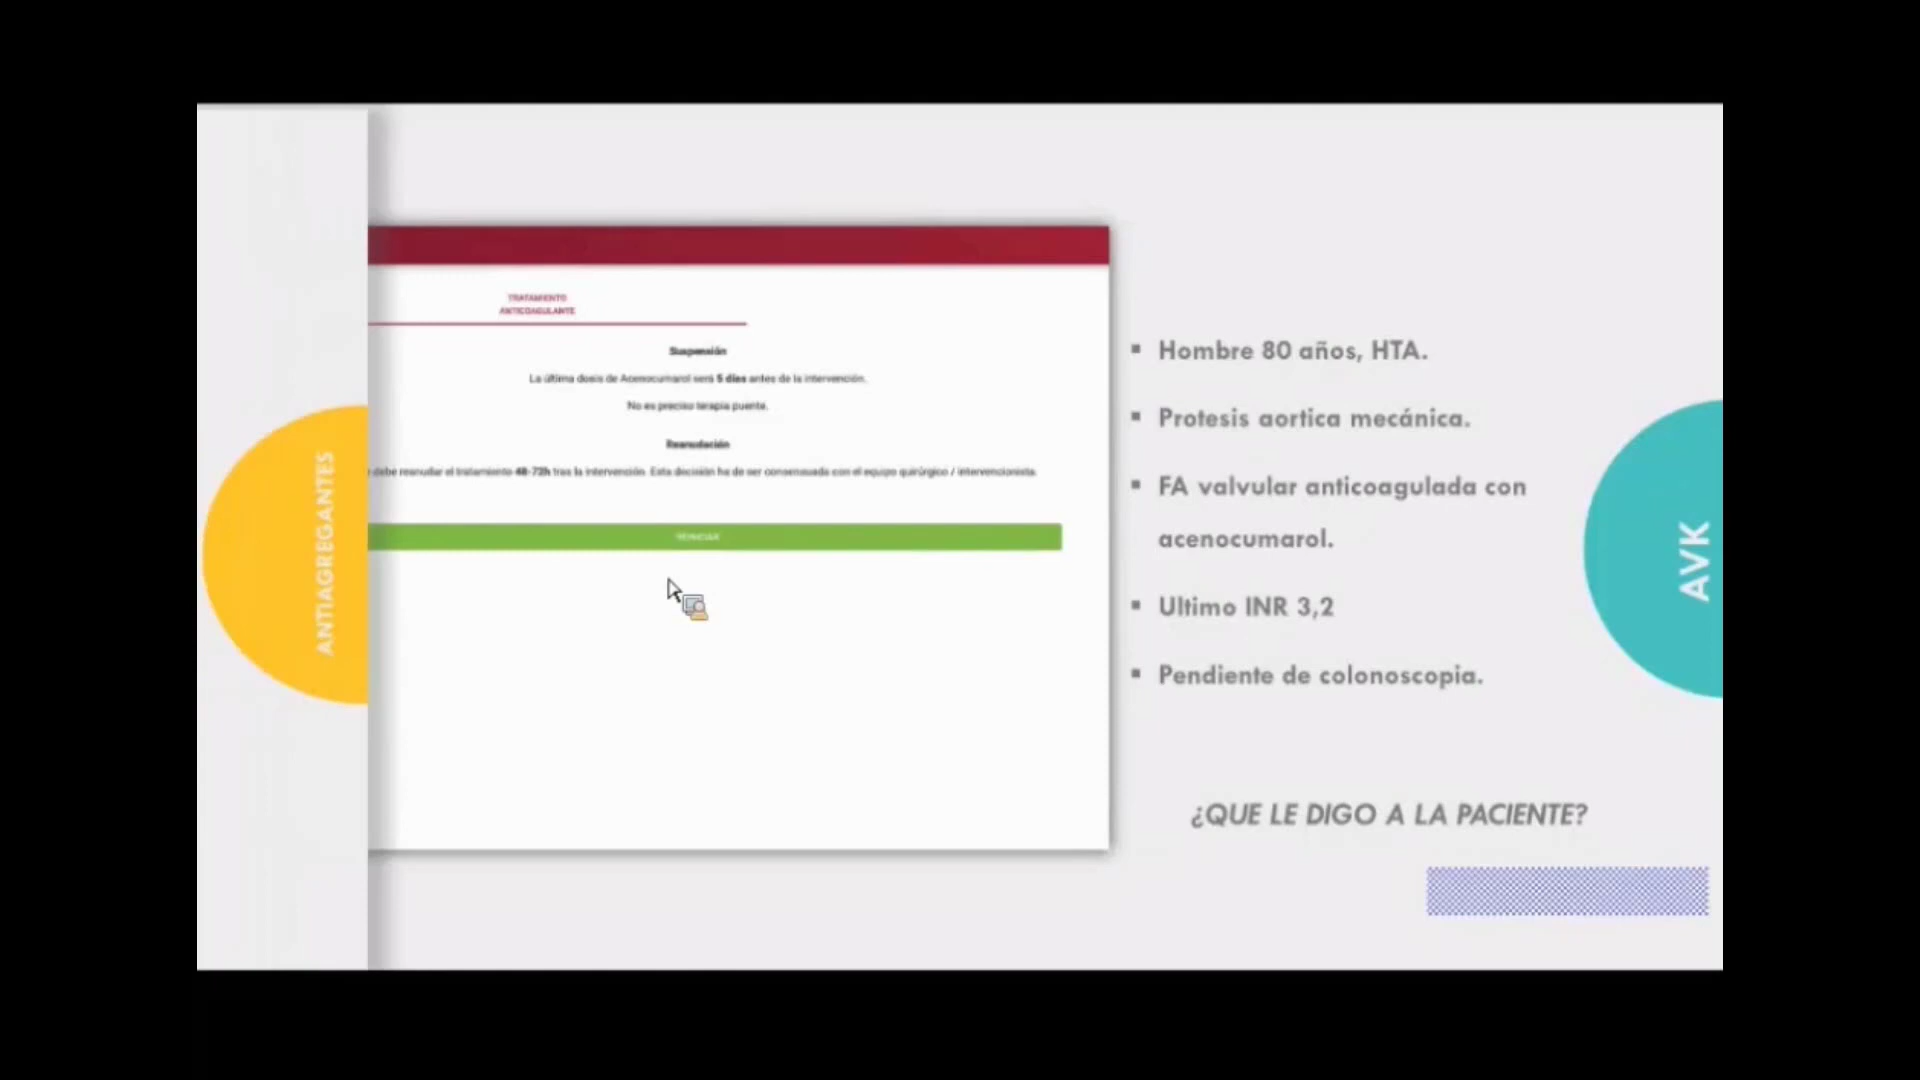 ANTIAGREGANTES
TRATAMIENTO
ANTICOAGULANTE
Suspensión
La última dosis de Acenocumarol será 5 días antes de la intervención.
No es preciso terapia puente.
Reanudación
debe reanudar el tratamiento 48-72h tras la intervención. Esta decisión ha de ser consensuada con el equipo quirúrgico / intervencionista.
REINICIAR
▪ Hombre 80 años, HTA.
▪ Protesis aortica mecánica.
▪ FA valvular anticoagulada con
acenocumarol.
▪ Ultimo INR 3,2
▪ Pendiente de colonoscopia.
¿QUE LE DIGO A LA PACIENTE?
AVK